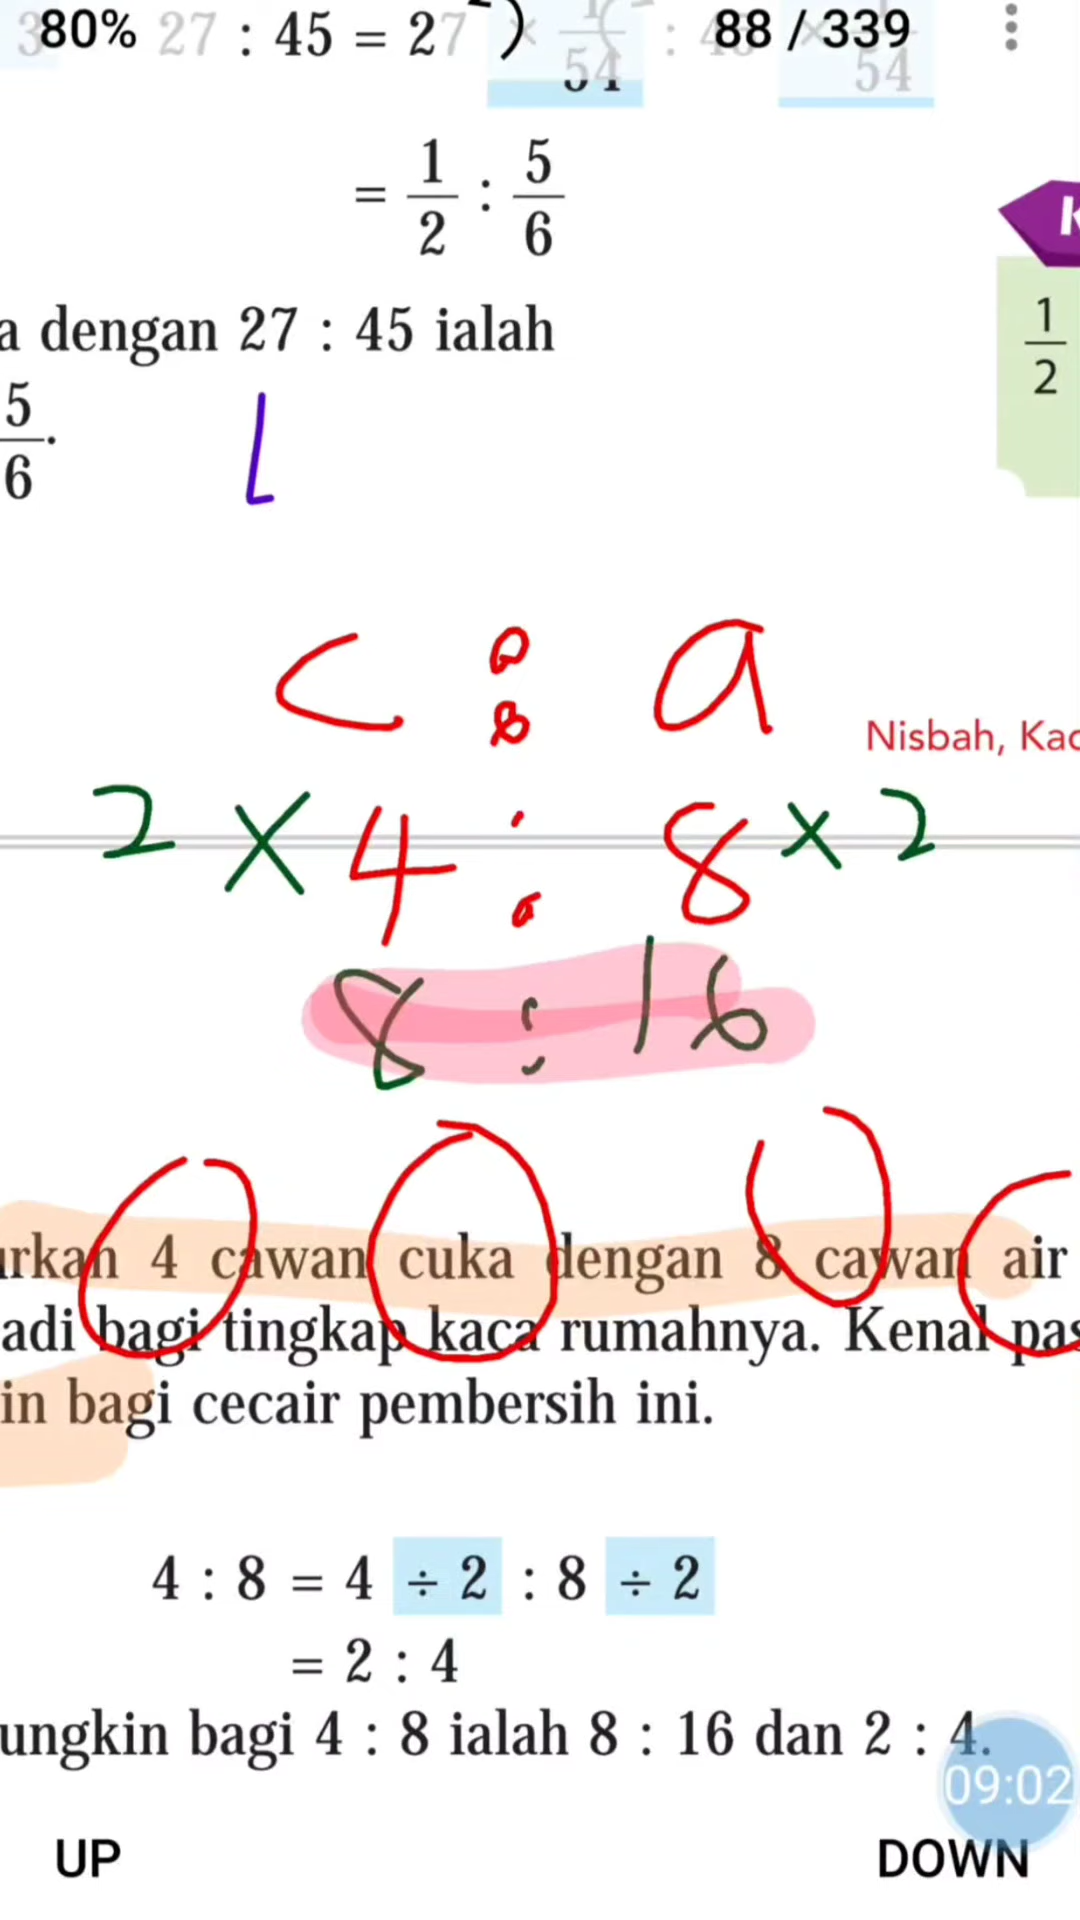 80% 27 : 45 = 27 88 / 339
54 54
= 1/2 : 5/6
a dengan 27 : 45 ialah
5/6.
K
1/2
c : a
Nisbah, Kad
2 × 4 : 8 × 2
8 : 16
urkan 4 cawan cuka dengan 8 cawan air
adi bagi tingkap kaca rumahnya. Kenal pas
in bagi cecair pembersih ini.
4 : 8 = 4 ÷ 2 : 8 ÷ 2
= 2 : 4
ungkin bagi 4 : 8 ialah 8 : 16 dan 2 : 4.
09:02
UP DOWN